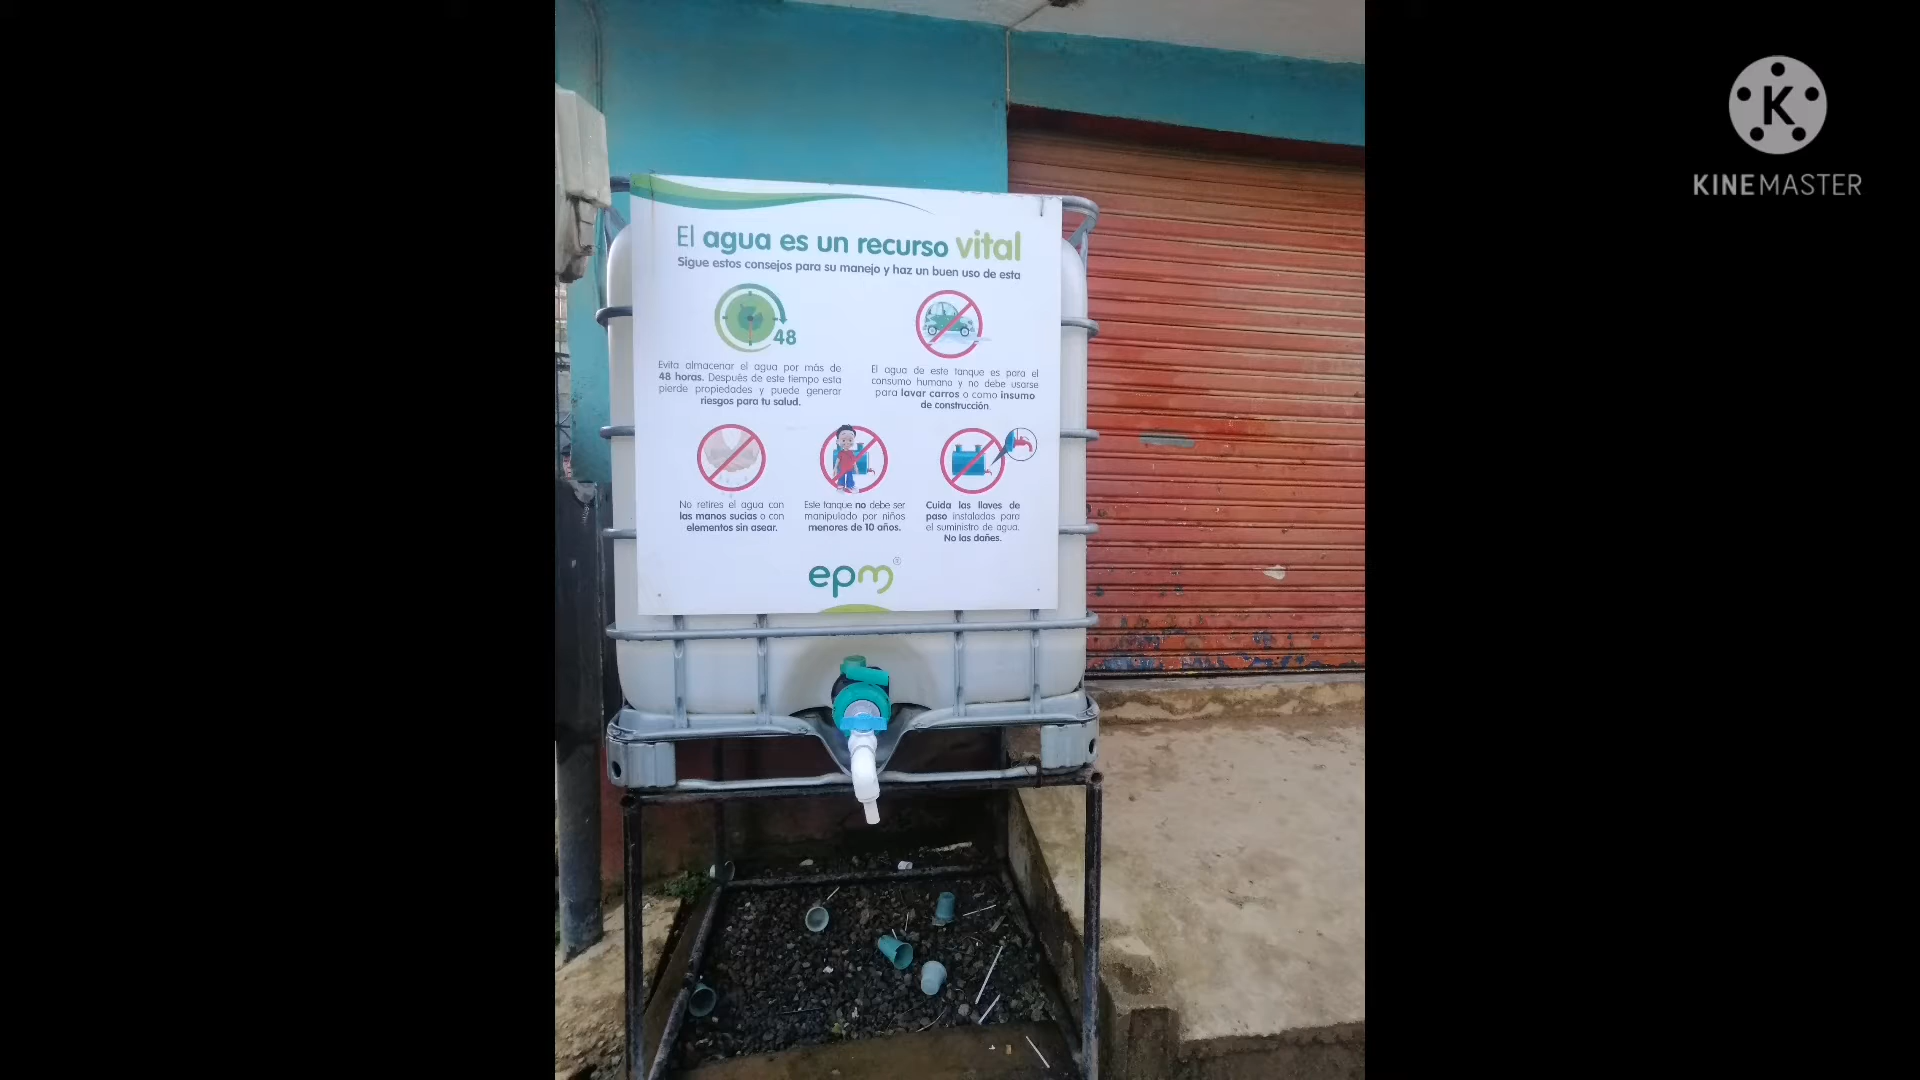 El agua es un recurso vital
Sigue estos consejos para su manejo y haz un buen uso de esta
48
Evita almacenar el agua por más de
48 horas. Después de este tiempo esta
pierde propiedades y puede generar
riesgos para tu salud.
El agua de este tanque es para el
consumo humano y no debe usarse
para lavar carros o como insumo
de construcción.
No retires el agua con
las manos sucias o con
elementos sin asear.
Este tanque no debe ser
manipulado por niños
menores de 10 años.
Cuida las llaves de
paso instaladas para
el suministro de agua.
No las dañes.
epm®
K
KINEMASTER